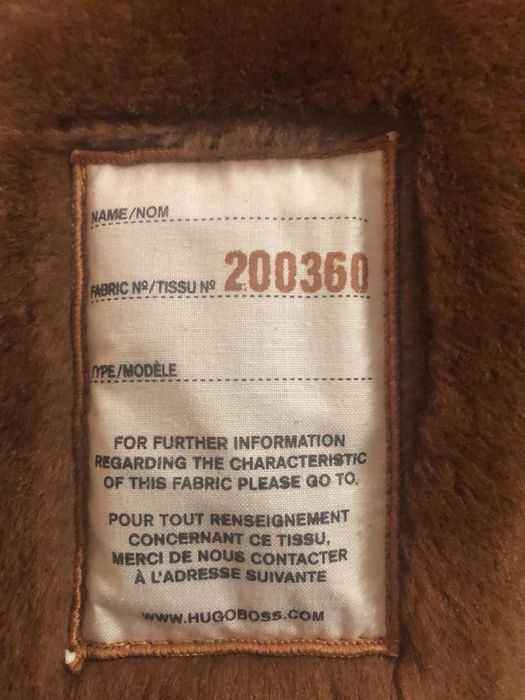 NAME/NOM
FABRIC Nº/TISSU Nº 200360
TYPE/MODÈLE
FOR FURTHER INFORMATION
REGARDING THE CHARACTERISTIC
OF THIS FABRIC PLEASE GO TO.
POUR TOUT RENSEIGNEMENT
CONCERNANT CE TISSU,
MERCI DE NOUS CONTACTER
À L'ADRESSE SUIVANTE
WWW.HUGOBOSS.COM